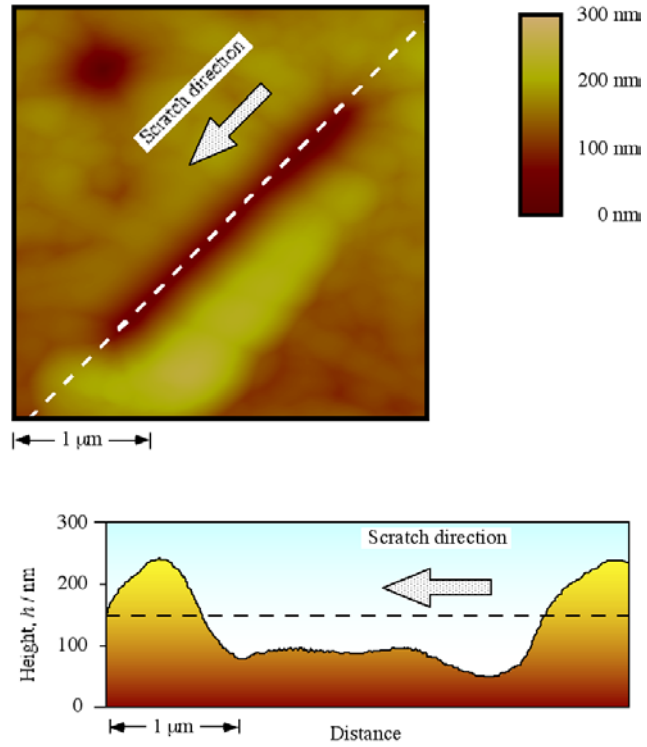 Scratch direction
300 nm
200 nm
100 nm
0 nm
1 μm
300
200
100
0
Height, h / nm
Scratch direction
1 μm
Distance